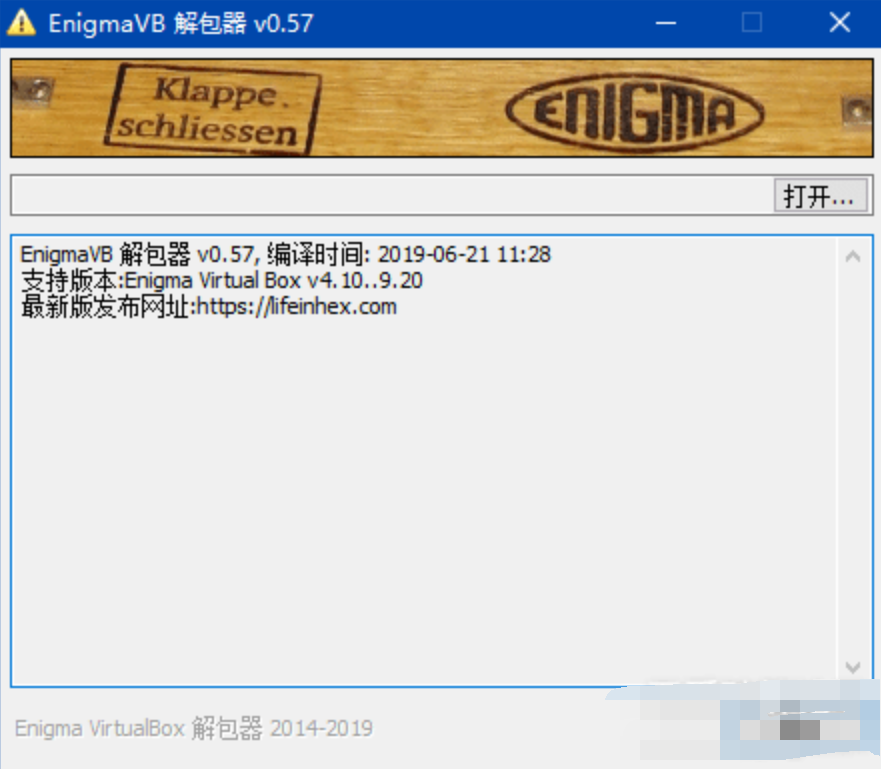 EnigmaVB 解包器 v0.57
Klappe.
schliessen
ENIGMA
打开...
EnigmaVB 解包器 v0.57, 编译时间: 2019-06-21 11:28
支持版本:Enigma Virtual Box v4.10..9.20
最新版发布网址:https://lifeinhex.com
Enigma VirtualBox 解包器 2014-2019